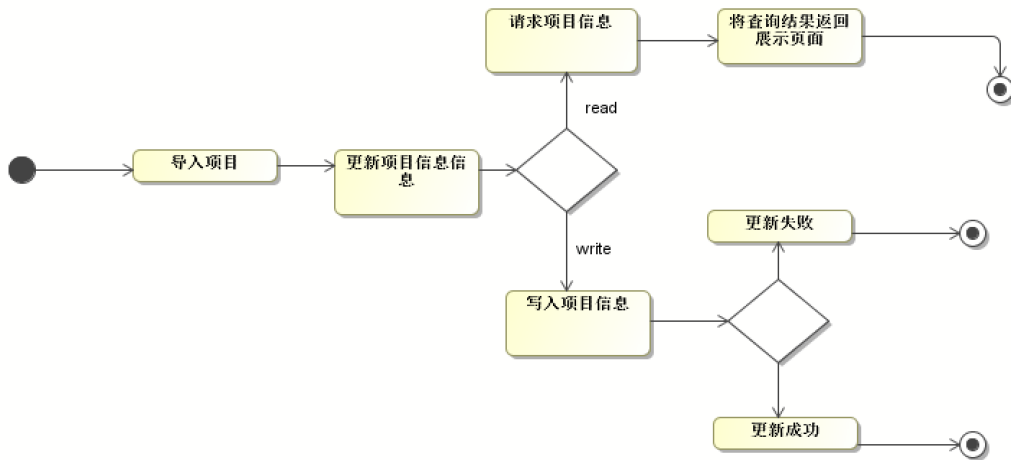 请求项目信息
将查询结果返回
展示页面
read
导入项目
更新项目信息信
息
write
更新失败
写入项目信息
更新成功